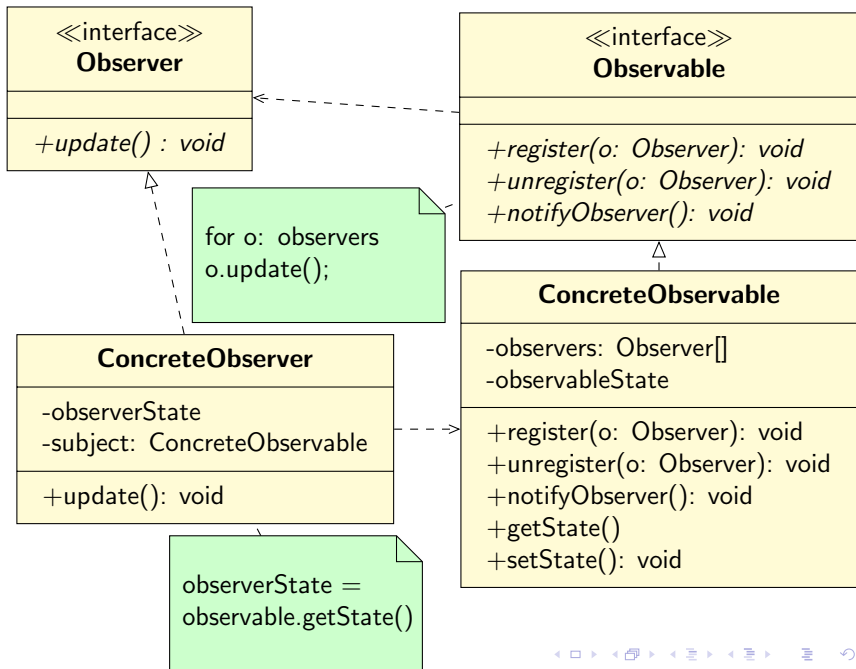 ≪interface≫
Observer
+update() : void
≪interface≫
Observable
+register(o: Observer): void
+unregister(o: Observer): void
+notifyObserver(): void
for o: observers
o.update();
ConcreteObserver
-observerState
-subject: ConcreteObservable
+update(): void
ConcreteObservable
-observers: Observer[]
-observableState
+register(o: Observer): void
+unregister(o: Observer): void
+notifyObserver(): void
+getState()
+setState(): void
observerState =
observable.getState()